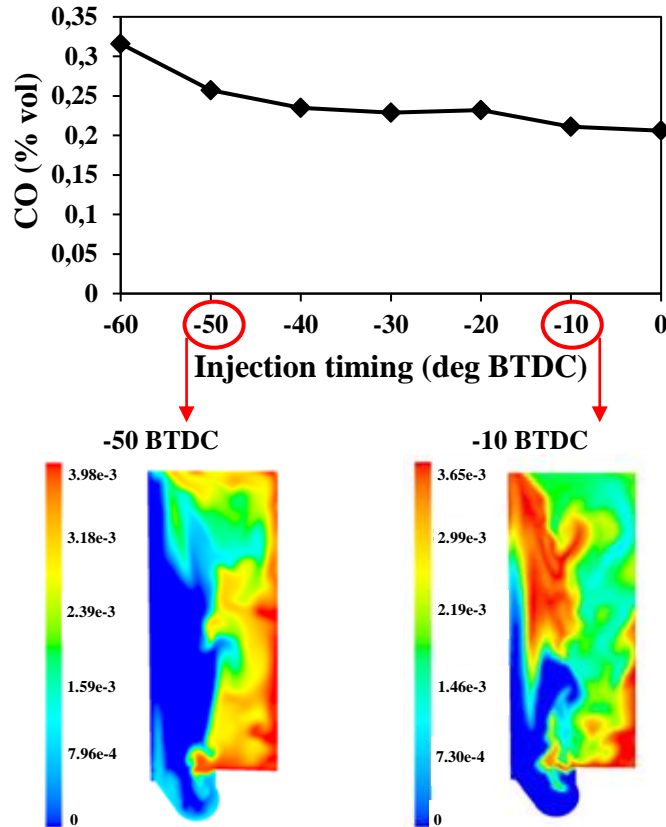 0,35
0,3
0,25
0,2
0,15
0,1
0,05
0
CO (% vol)
-60 -50 -40 -30 -20 -10 0
Injection timing (deg BTDC)
-50 BTDC -10 BTDC
3.98e-3 3.65e-3
3.18e-3 2.99e-3
2.39e-3 2.19e-3
1.59e-3 1.46e-3
7.96e-4 7.30e-4
0 0